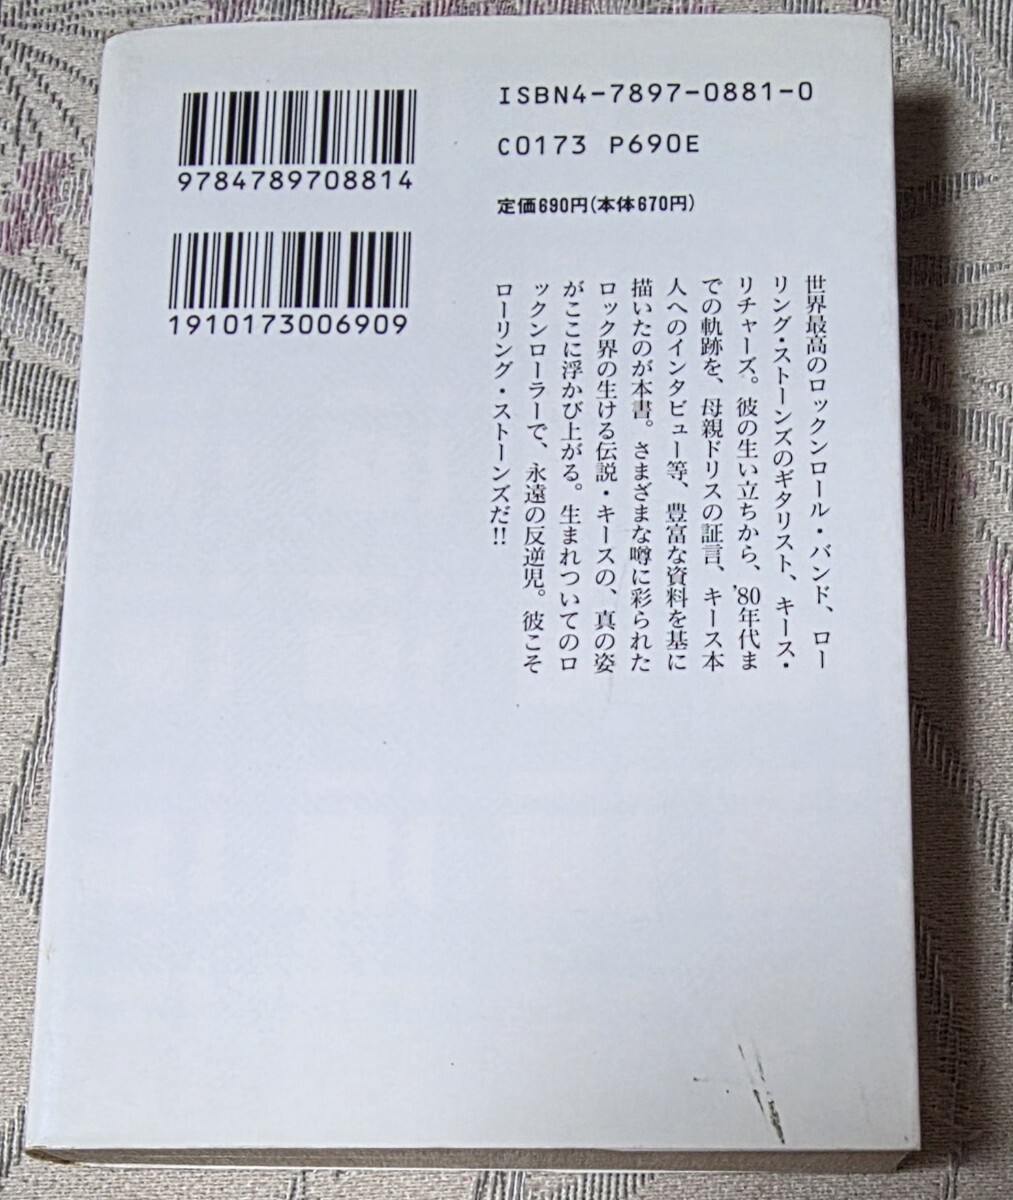 ISBN4-7897-0881-0
C0173 P690E
定価690円(本体670円)
9784789708814
1910173006909
世界最高のロックンロール・バンド、ロー
リング・ストーンズのギタリスト、キース・
リチャーズ。彼の生い立ちから、'80年代ま
での軌跡を、母親ドリスの証言、キース本
人へのインタビュー等、豊富な資料を基に
描いたのが本書。さまざまな噂に彩られた
ロック界の生ける伝説・キースの、真の姿
がここに浮かび上がる。生まれついてのロ
ックンローラーで、永遠の反逆児。彼こそ
ローリング・ストーンズだ!!